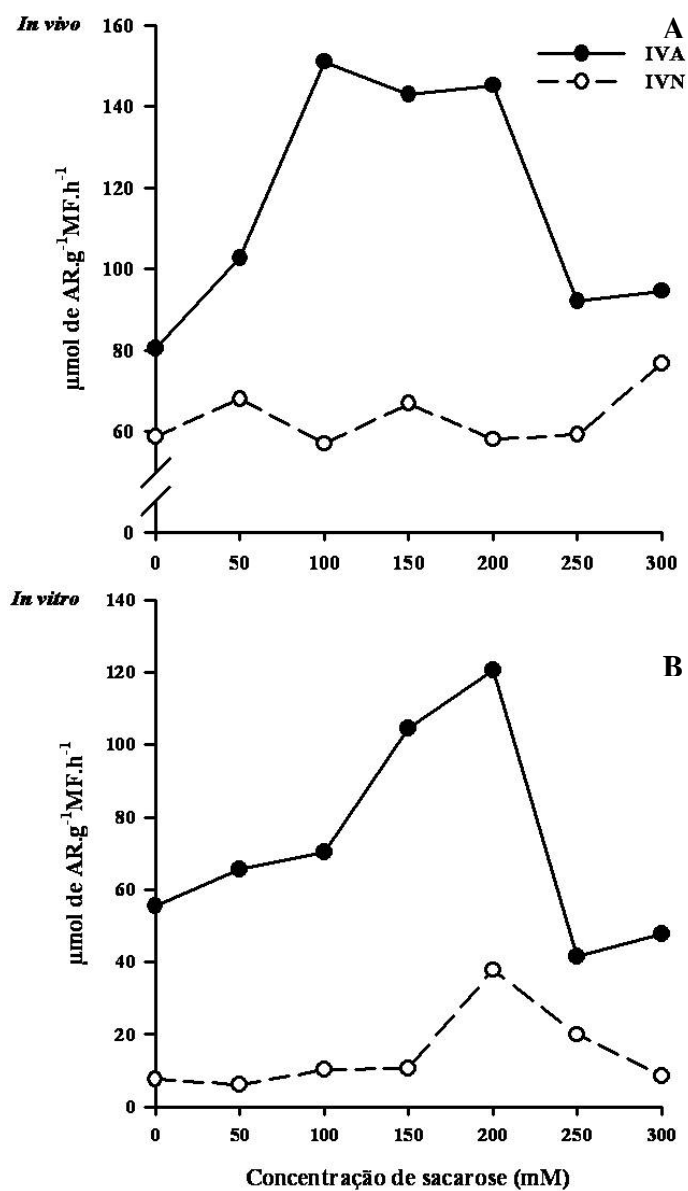 In vivo
A
IVA
IVN
160
140
120
100
80
60
0
µmol de AR.g⁻¹MF.h⁻¹
0 50 100 150 200 250 300
In vitro
B
140
120
100
80
60
40
20
0
µmol de AR.g⁻¹MF.h⁻¹
0 50 100 150 200 250 300
Concentração de sacarose (mM)